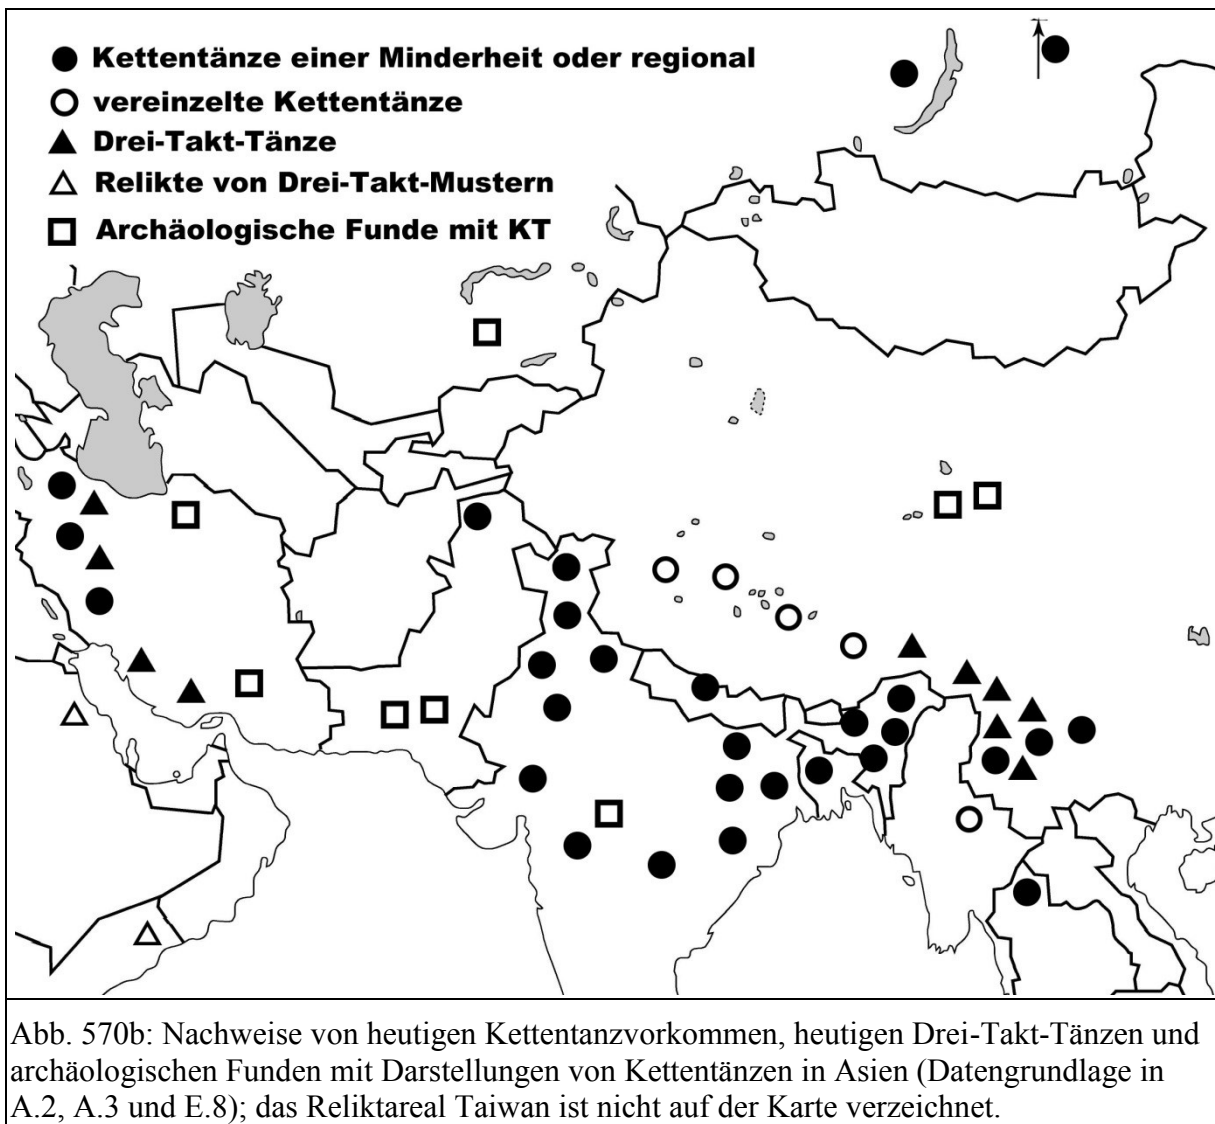 Kettentänze einer Minderheit oder regional
vereinzelte Kettentänze
Drei-Takt-Tänze
Relikte von Drei-Takt-Mustern
Archäologische Funde mit KT
Abb. 570b: Nachweise von heutigen Kettentanzvorkommen, heutigen Drei-Takt-Tänzen und
archäologischen Funden mit Darstellungen von Kettentänzen in Asien (Datengrundlage in
A.2, A.3 und E.8); das Reliktareal Taiwan ist nicht auf der Karte verzeichnet.